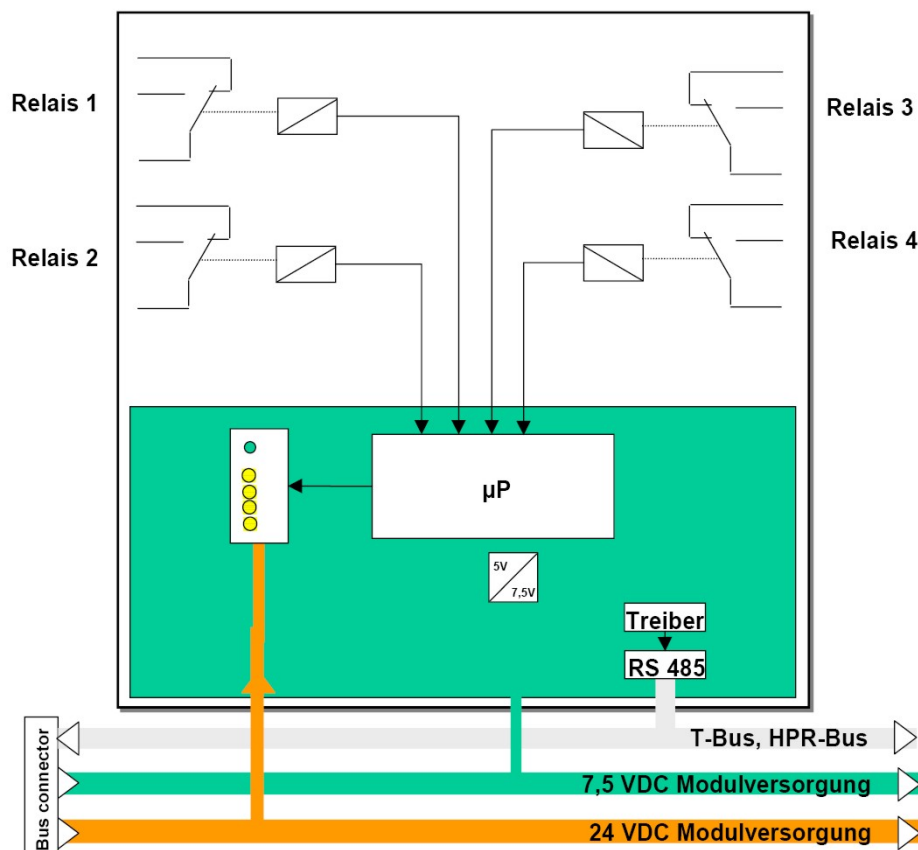 Relais 1
Relais 3
Relais 2
Relais 4
µP
5V
7,5V
Treiber
RS 485
T-Bus, HPR-Bus
7,5 VDC Modulversorgung
24 VDC Modulversorgung
Bus connector